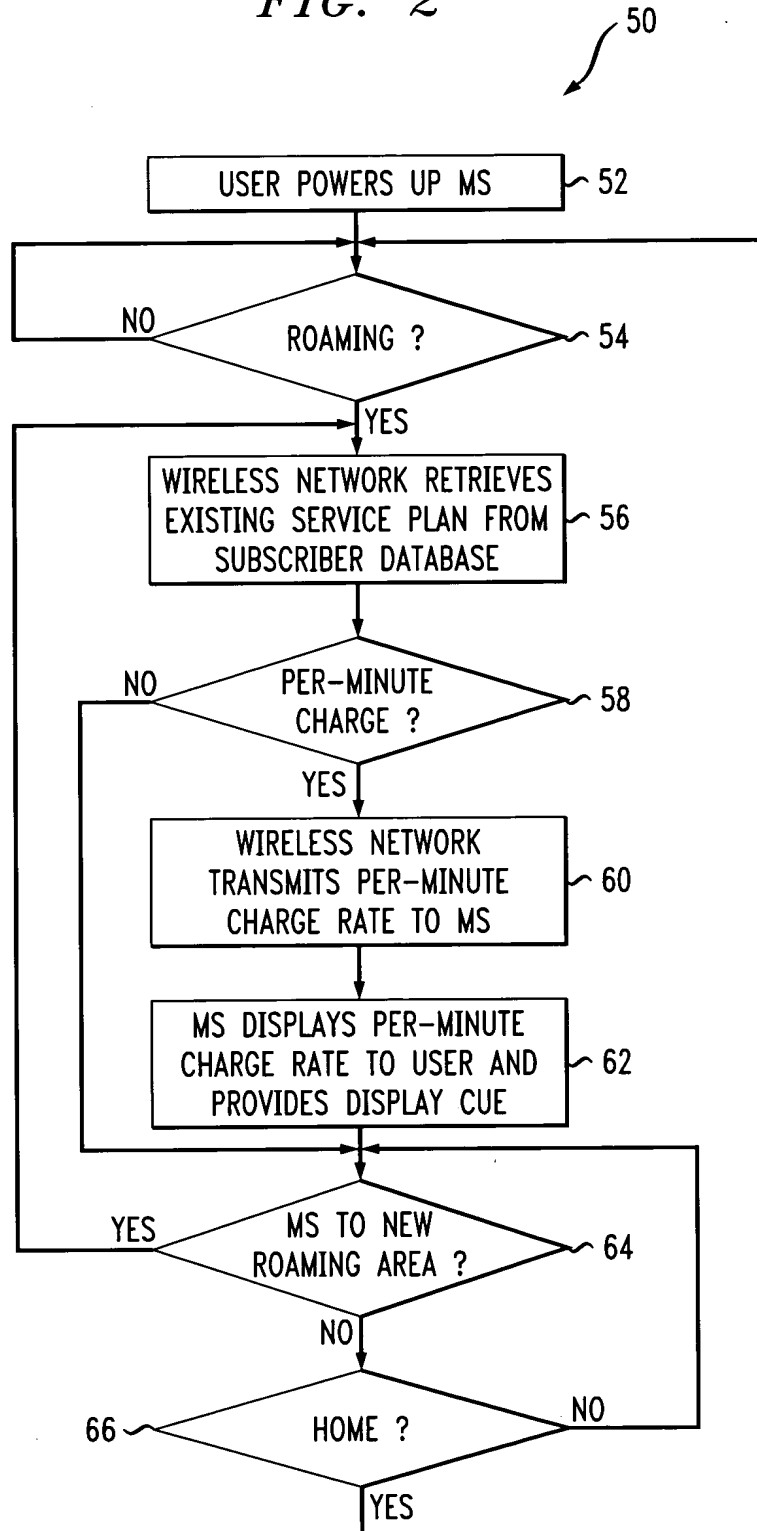 FIG. 2
50
USER POWERS UP MS
52
NO
ROAMING ?
54
YES
WIRELESS NETWORK RETRIEVES
EXISTING SERVICE PLAN FROM
SUBSCRIBER DATABASE
56
NO
PER-MINUTE
CHARGE ?
58
YES
WIRELESS NETWORK
TRANSMITS PER-MINUTE
CHARGE RATE TO MS
60
MS DISPLAYS PER-MINUTE
CHARGE RATE TO USER AND
PROVIDES DISPLAY CUE
62
YES
MS TO NEW
ROAMING AREA ?
64
NO
66
HOME ?
NO
YES